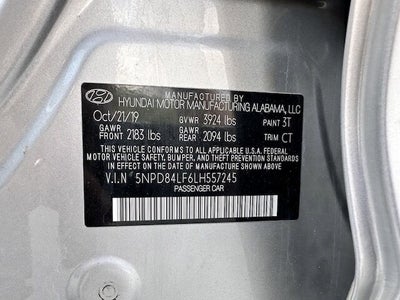 MANUFACTURED BY
HYUNDAI MOTOR MANUFACTURING ALABAMA, LLC
Oct/21/19 GVWR 3924 lbs PAINT 3T
GAWR FRONT 2183 lbs GAWR REAR 2094 lbs TRIM CT
THIS VEHICLE CONFORMS TO ALL APPLICABLE U.S.A FEDERAL
MOTOR VEHICLE SAFETY, BUMPER, AND THEFT PREVENTION
STANDARDS IN EFFECT ON THE DATE OF MANUFACTURE SHOWN ABOVE.
V.I.N 5NPD84LF6LH557245
PASSENGER CAR